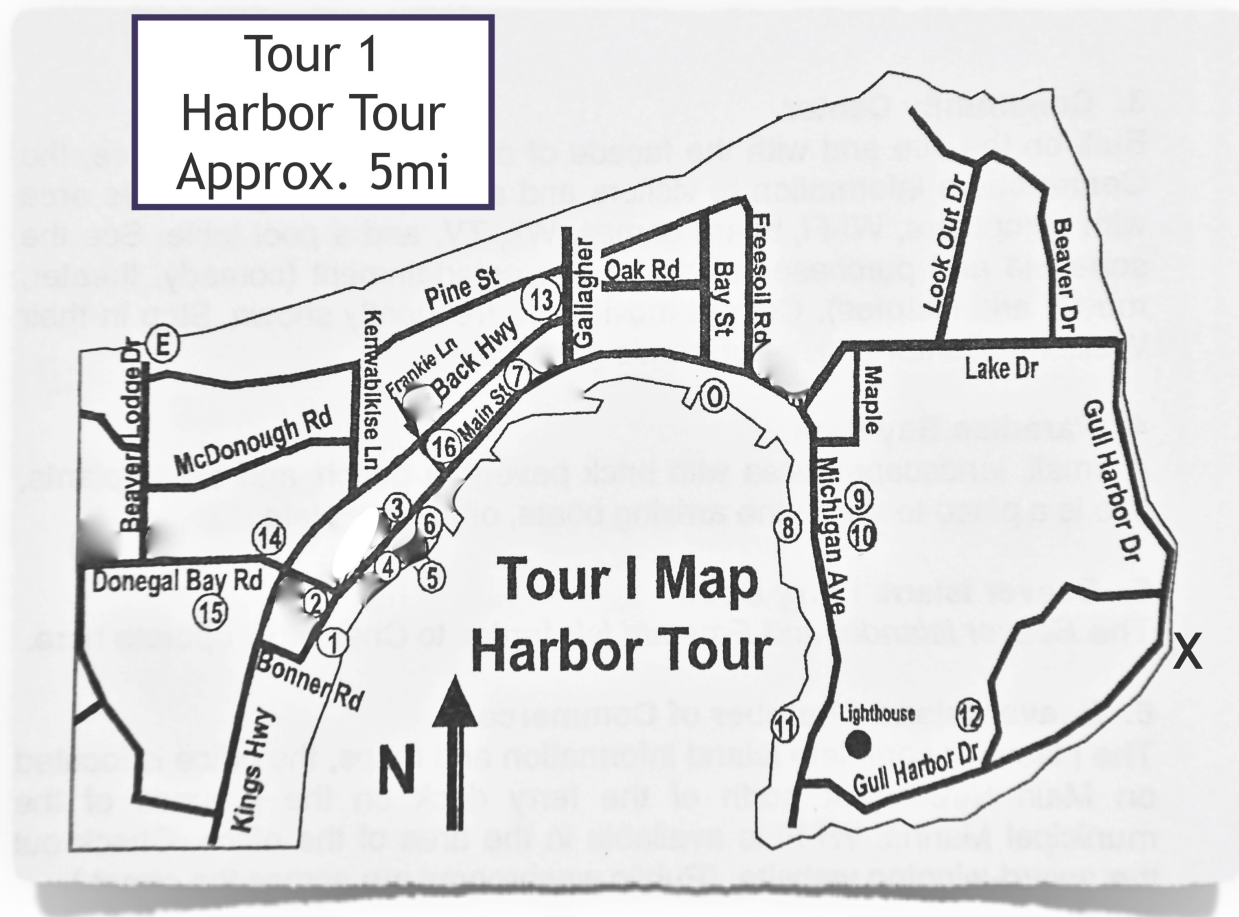 Tour 1
Harbor Tour
Approx. 5mi
Look Out Dr
Beaver Dr
Freesoil Rd
Gallagher
Oak Rd
Bay St
Pine St
13
E
Kenwabikise Ln
Frankie Ln
Back Hwy
7
Main St
16
O
Lake Dr
Maple
Gull Harbor Dr
Beaver Lodge Dr
McDonough Rd
Michigan Ave
9
10
8
3
6
14
4
5
Donegal Bay Rd
15
2
1
Bonner Rd
Kings Hwy
Tour I Map
Harbor Tour
N
X
11
Lighthouse
12
Gull Harbor Dr